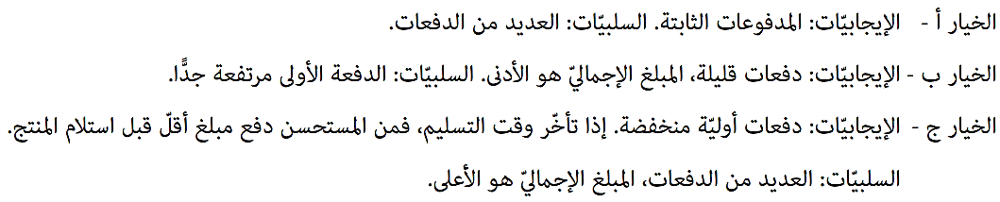 الخيار أ - الإيجابيّات: المدفوعات الثابتة. السلبيّات: العديد من الدفعات.
الخيار ب - الإيجابيّات: دفعات قليلة، المبلغ الإجماليّ هو الأدنى. السلبيّات: الدفعة الأولى مرتفعة جدًّا.
الخيار ج - الإيجابيّات: دفعات أوليّة منخفضة. إذا تأخّر وقت التسليم، فمن المستحسن دفع مبلغ أقلّ قبل استلام المنتج.
السلبيّات: العديد من الدفعات، المبلغ الإجماليّ هو الأعلى.